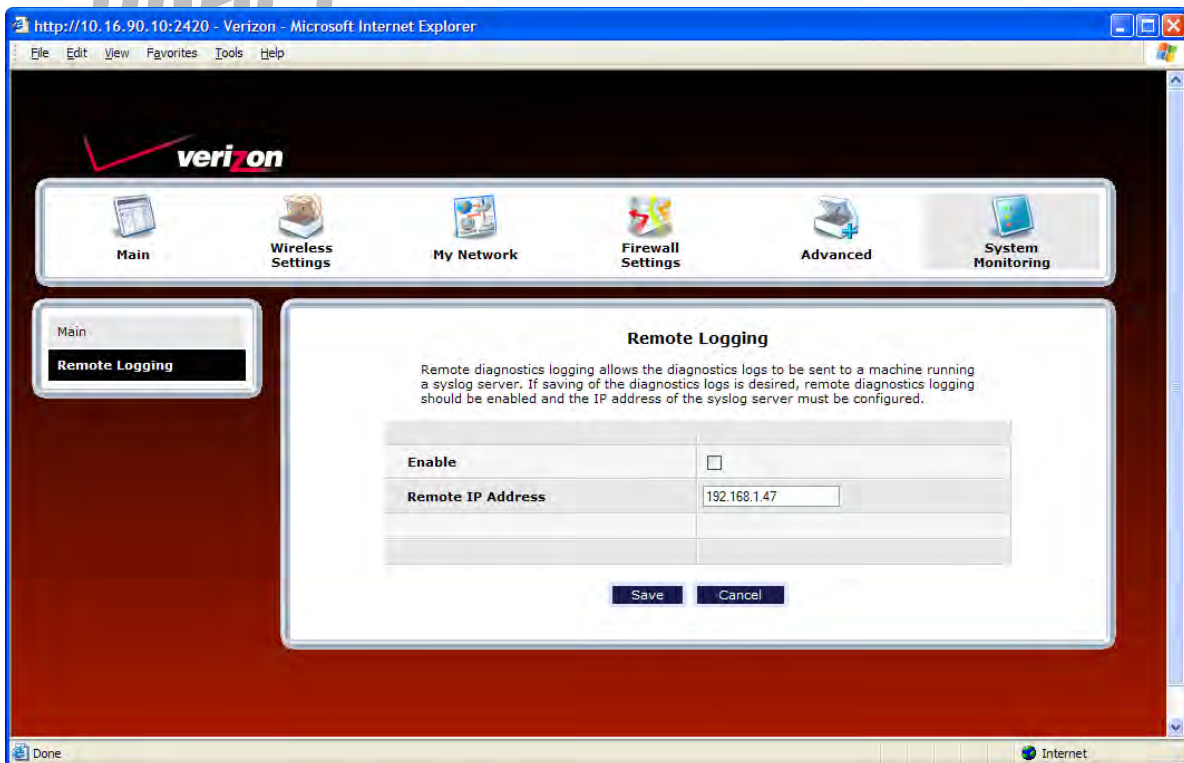 http://10.16.90.10:2420 - Verizon - Microsoft Internet Explorer
File Edit View Favorites Tools Help
verizon
Main
Wireless
Settings
My Network
Firewall
Settings
Advanced
System
Monitoring
Main
Remote Logging
Remote Logging
Remote diagnostics logging allows the diagnostics logs to be sent to a machine running
a syslog server. If saving of the diagnostics logs is desired, remote diagnostics logging
should be enabled and the IP address of the syslog server must be configured.
Enable
Remote IP Address 192.168.1.47
Save Cancel
Done Internet